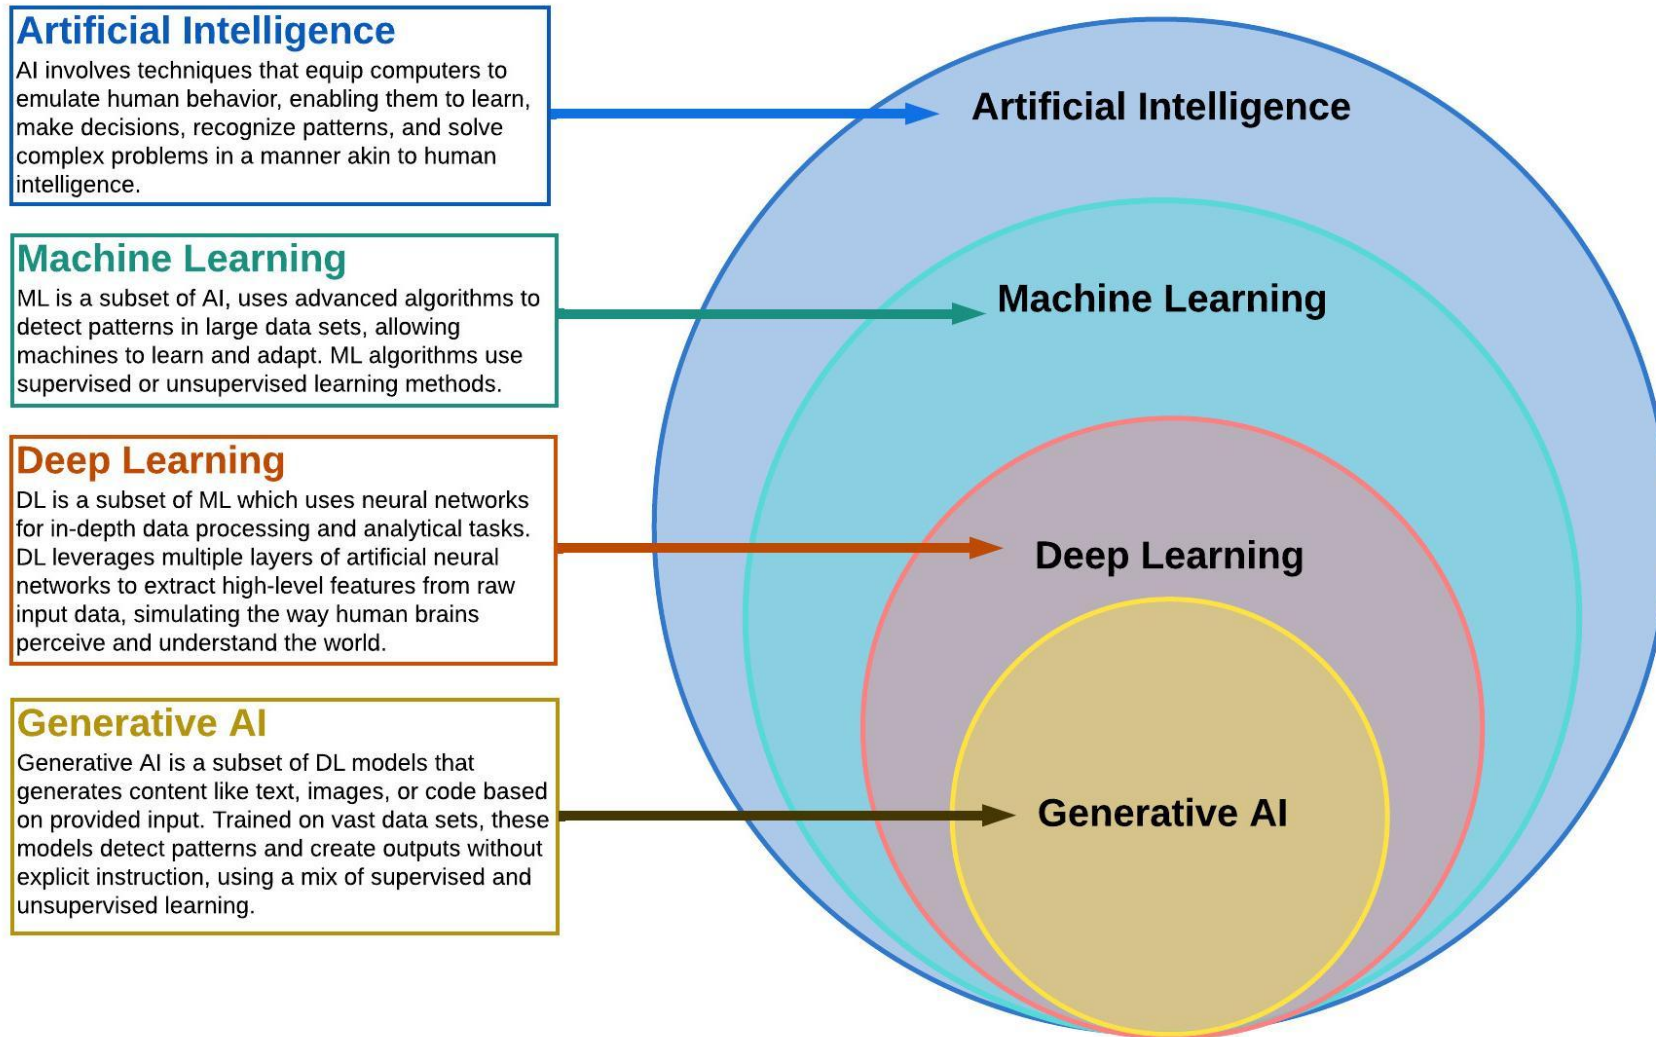 Artificial Intelligence
AI involves techniques that equip computers to
emulate human behavior, enabling them to learn,
make decisions, recognize patterns, and solve
complex problems in a manner akin to human
intelligence.
Machine Learning
ML is a subset of AI, uses advanced algorithms to
detect patterns in large data sets, allowing
machines to learn and adapt. ML algorithms use
supervised or unsupervised learning methods.
Deep Learning
DL is a subset of ML which uses neural networks
for in-depth data processing and analytical tasks.
DL leverages multiple layers of artificial neural
networks to extract high-level features from raw
input data, simulating the way human brains
perceive and understand the world.
Generative AI
Generative AI is a subset of DL models that
generates content like text, images, or code based
on provided input. Trained on vast data sets, these
models detect patterns and create outputs without
explicit instruction, using a mix of supervised and
unsupervised learning.
Artificial Intelligence
Machine Learning
Deep Learning
Generative AI